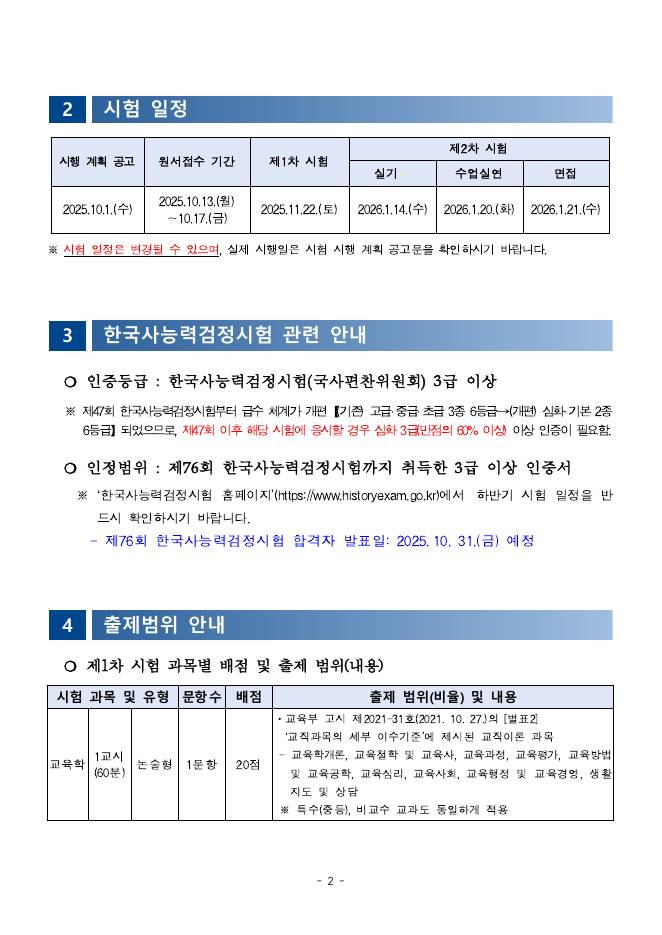 2 시험 일정
시행 계획 공고 원서접수 기간 제1차 시험 제2차 시험
실기 수업실연 면접
2025.10.1.(수) 2025.10.13.(월) ~10.17.(금) 2025.11.22.(토) 2026.1.14.(수) 2026.1.20.(화) 2026.1.21.(수)
※ 시험 일정은 변경될 수 있으며, 실제 시행일은 시험 시행 계획 공고문을 확인하시기 바랍니다.
3 한국사능력검정시험 관련 안내
❍ 인증등급 : 한국사능력검정시험(국사편찬위원회) 3급 이상
※ 제47회 한국사능력검정시험부터 급수 체계가 개편【(기존) 고급·중급·초급 3종 6등급→(개편) 심화·기본 2종
6등급】되었으므로, 제47회 이후 해당 시험에 응시할 경우 심화 3급(만점의 60% 이상) 이상 인증이 필요함.
❍ 인정범위 : 제76회 한국사능력검정시험까지 취득한 3급 이상 인증서
※ '한국사능력검정시험 홈페이지'(https://www.historyexam.go.kr)에서 하반기 시험 일정을 반
드시 확인하시기 바랍니다.
- 제76회 한국사능력검정시험 합격자 발표일: 2025. 10. 31.(금) 예정
4 출제범위 안내
❍ 제1차 시험 과목별 배점 및 출제 범위(내용)
시험 과목 및 유형 문항수 배점 출제 범위(비율) 및 내용
교육학 1교시 (60분) 논술형 1문항 20점
·교육부 고시 제2021-31호(2021. 10. 27.)의 [별표2]
'교직과목의 세부 이수기준'에 제시된 교직이론 과목
- 교육학개론, 교육철학 및 교육사, 교육과정, 교육평가, 교육방법
및 교육공학, 교육심리, 교육사회, 교육행정 및 교육경영, 생활
지도 및 상담
※ 특수(중등), 비교수 교과도 동일하게 적용
- 2 -